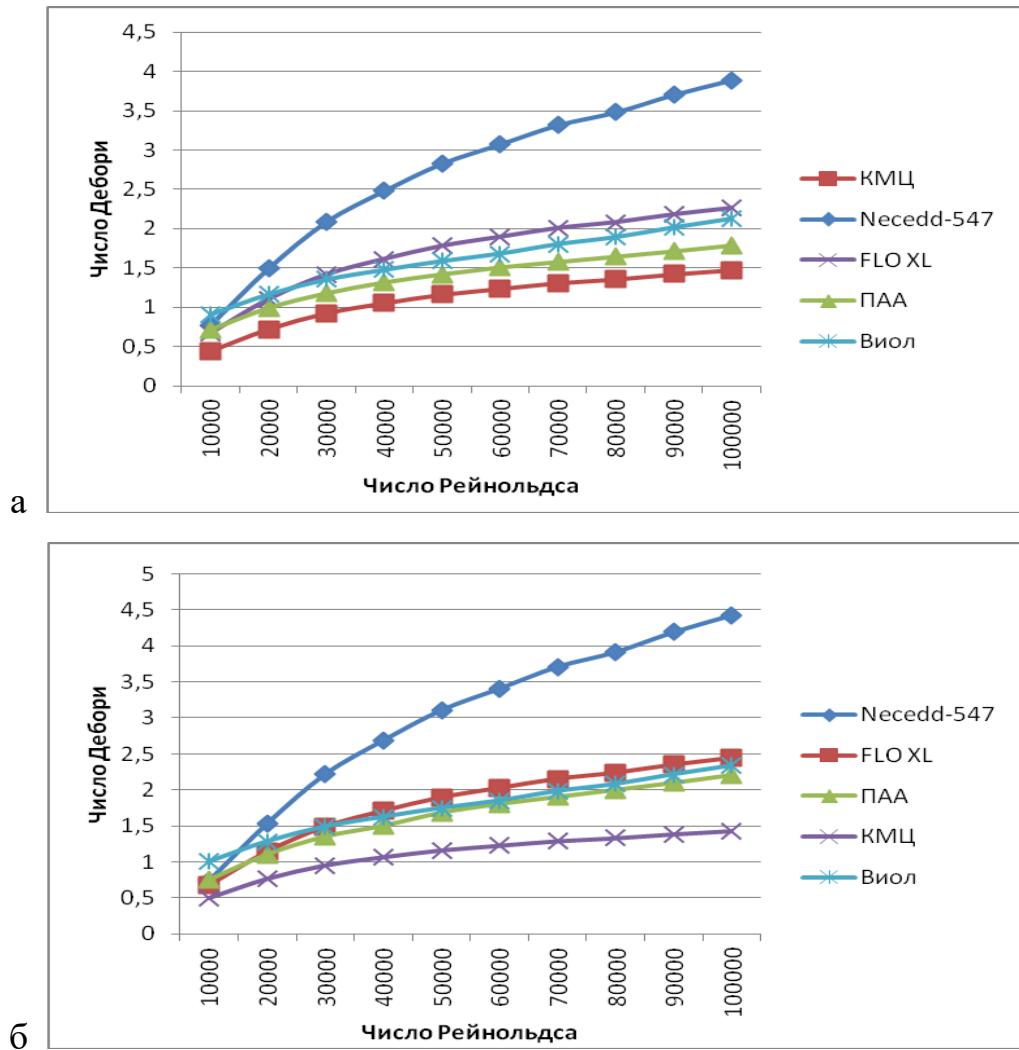 4,5
4
3,5
3
2,5
2
1,5
1
0,5
0
Число Дебори
10000
20000
30000
40000
50000
60000
70000
80000
90000
100000
Число Рейнольдса
КМЦ
Necedd-547
FLO XL
ПАА
Виол
а
5
4,5
4
3,5
3
2,5
2
1,5
1
0,5
0
Число Дебори
10000
20000
30000
40000
50000
60000
70000
80000
90000
100000
Число Рейнольдса
Necedd-547
FLO XL
ПАА
КМЦ
Виол
б